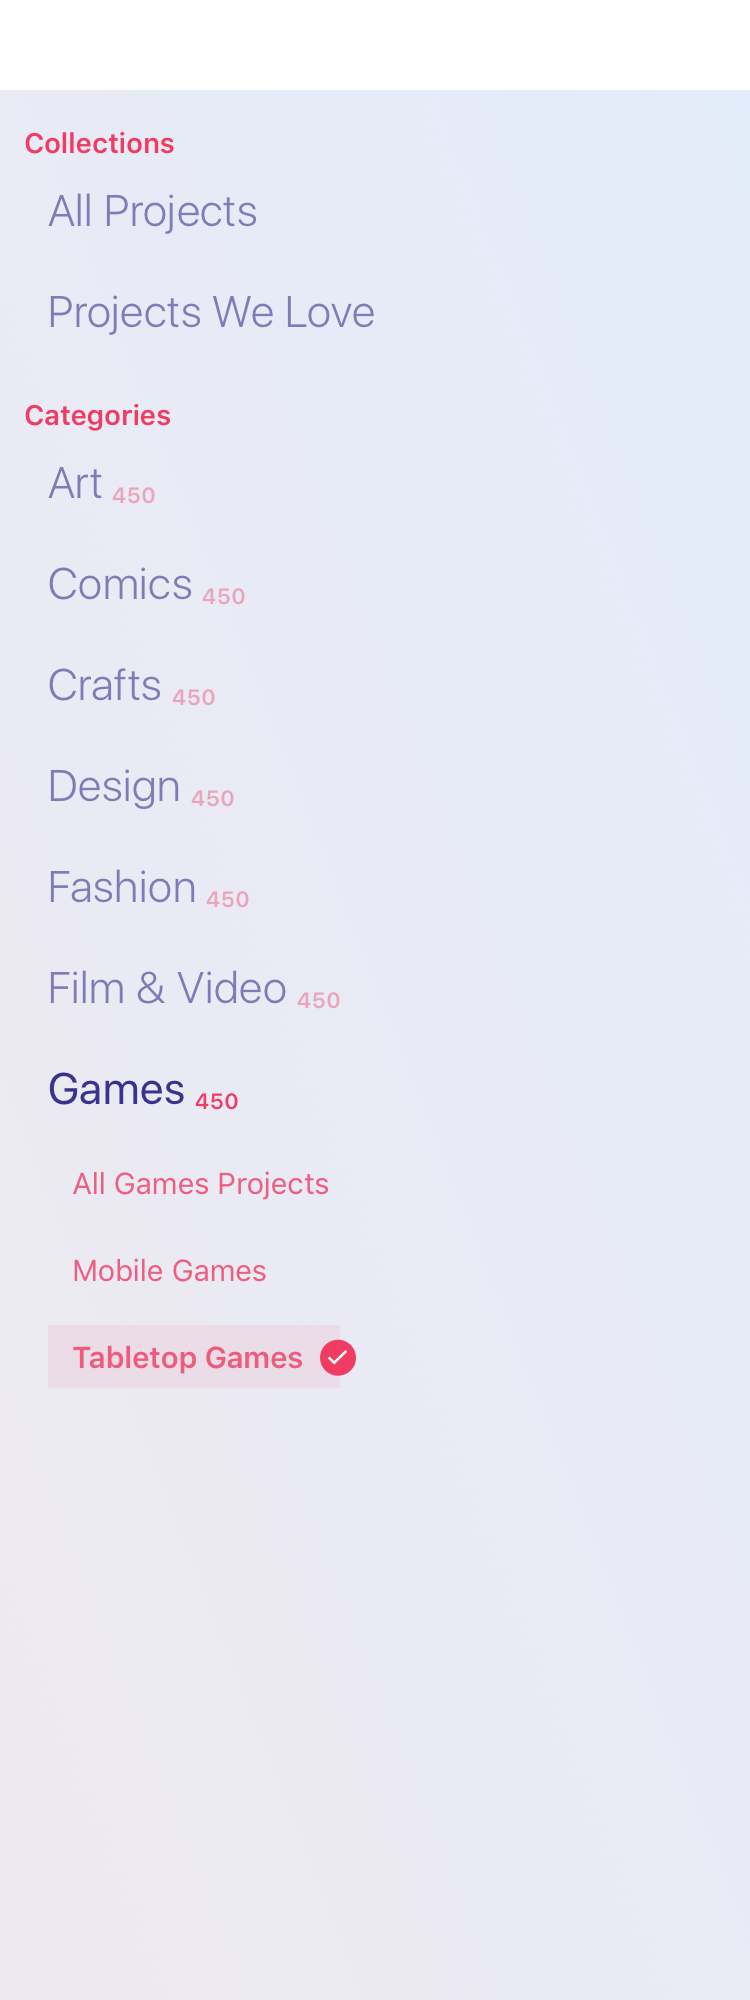 Collections
All Projects
Projects We Love
Categories
Art 450
Comics 450
Crafts 450
Design 450
Fashion 450
Film & Video 450
Games 450
All Games Projects
Mobile Games
Tabletop Games